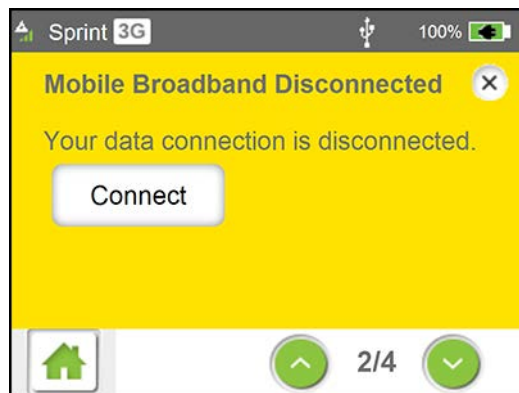 Sprint 3G 100%
Mobile Broadband Disconnected
Your data connection is disconnected.
Connect
2/4